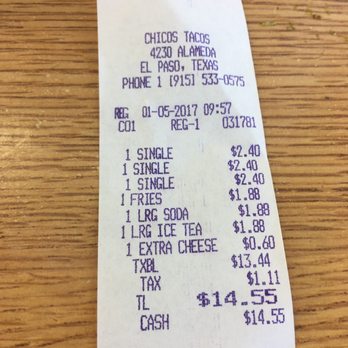 CHICOS TACOS
4230 ALAMEDA
EL PASO, TEXAS
PHONE 1 (915) 533-0575
REG 01-05-2017 09:57
C01 REG-1 031781
1 SINGLE $2.40
1 SINGLE $2.40
1 SINGLE $2.40
1 FRIES $1.88
1 LRG SODA $1.88
1 LRG ICE TEA $1.88
1 EXTRA CHEESE $0.60
TXBL $13.44
TAX $1.11
TL $14.55
CASH $14.55